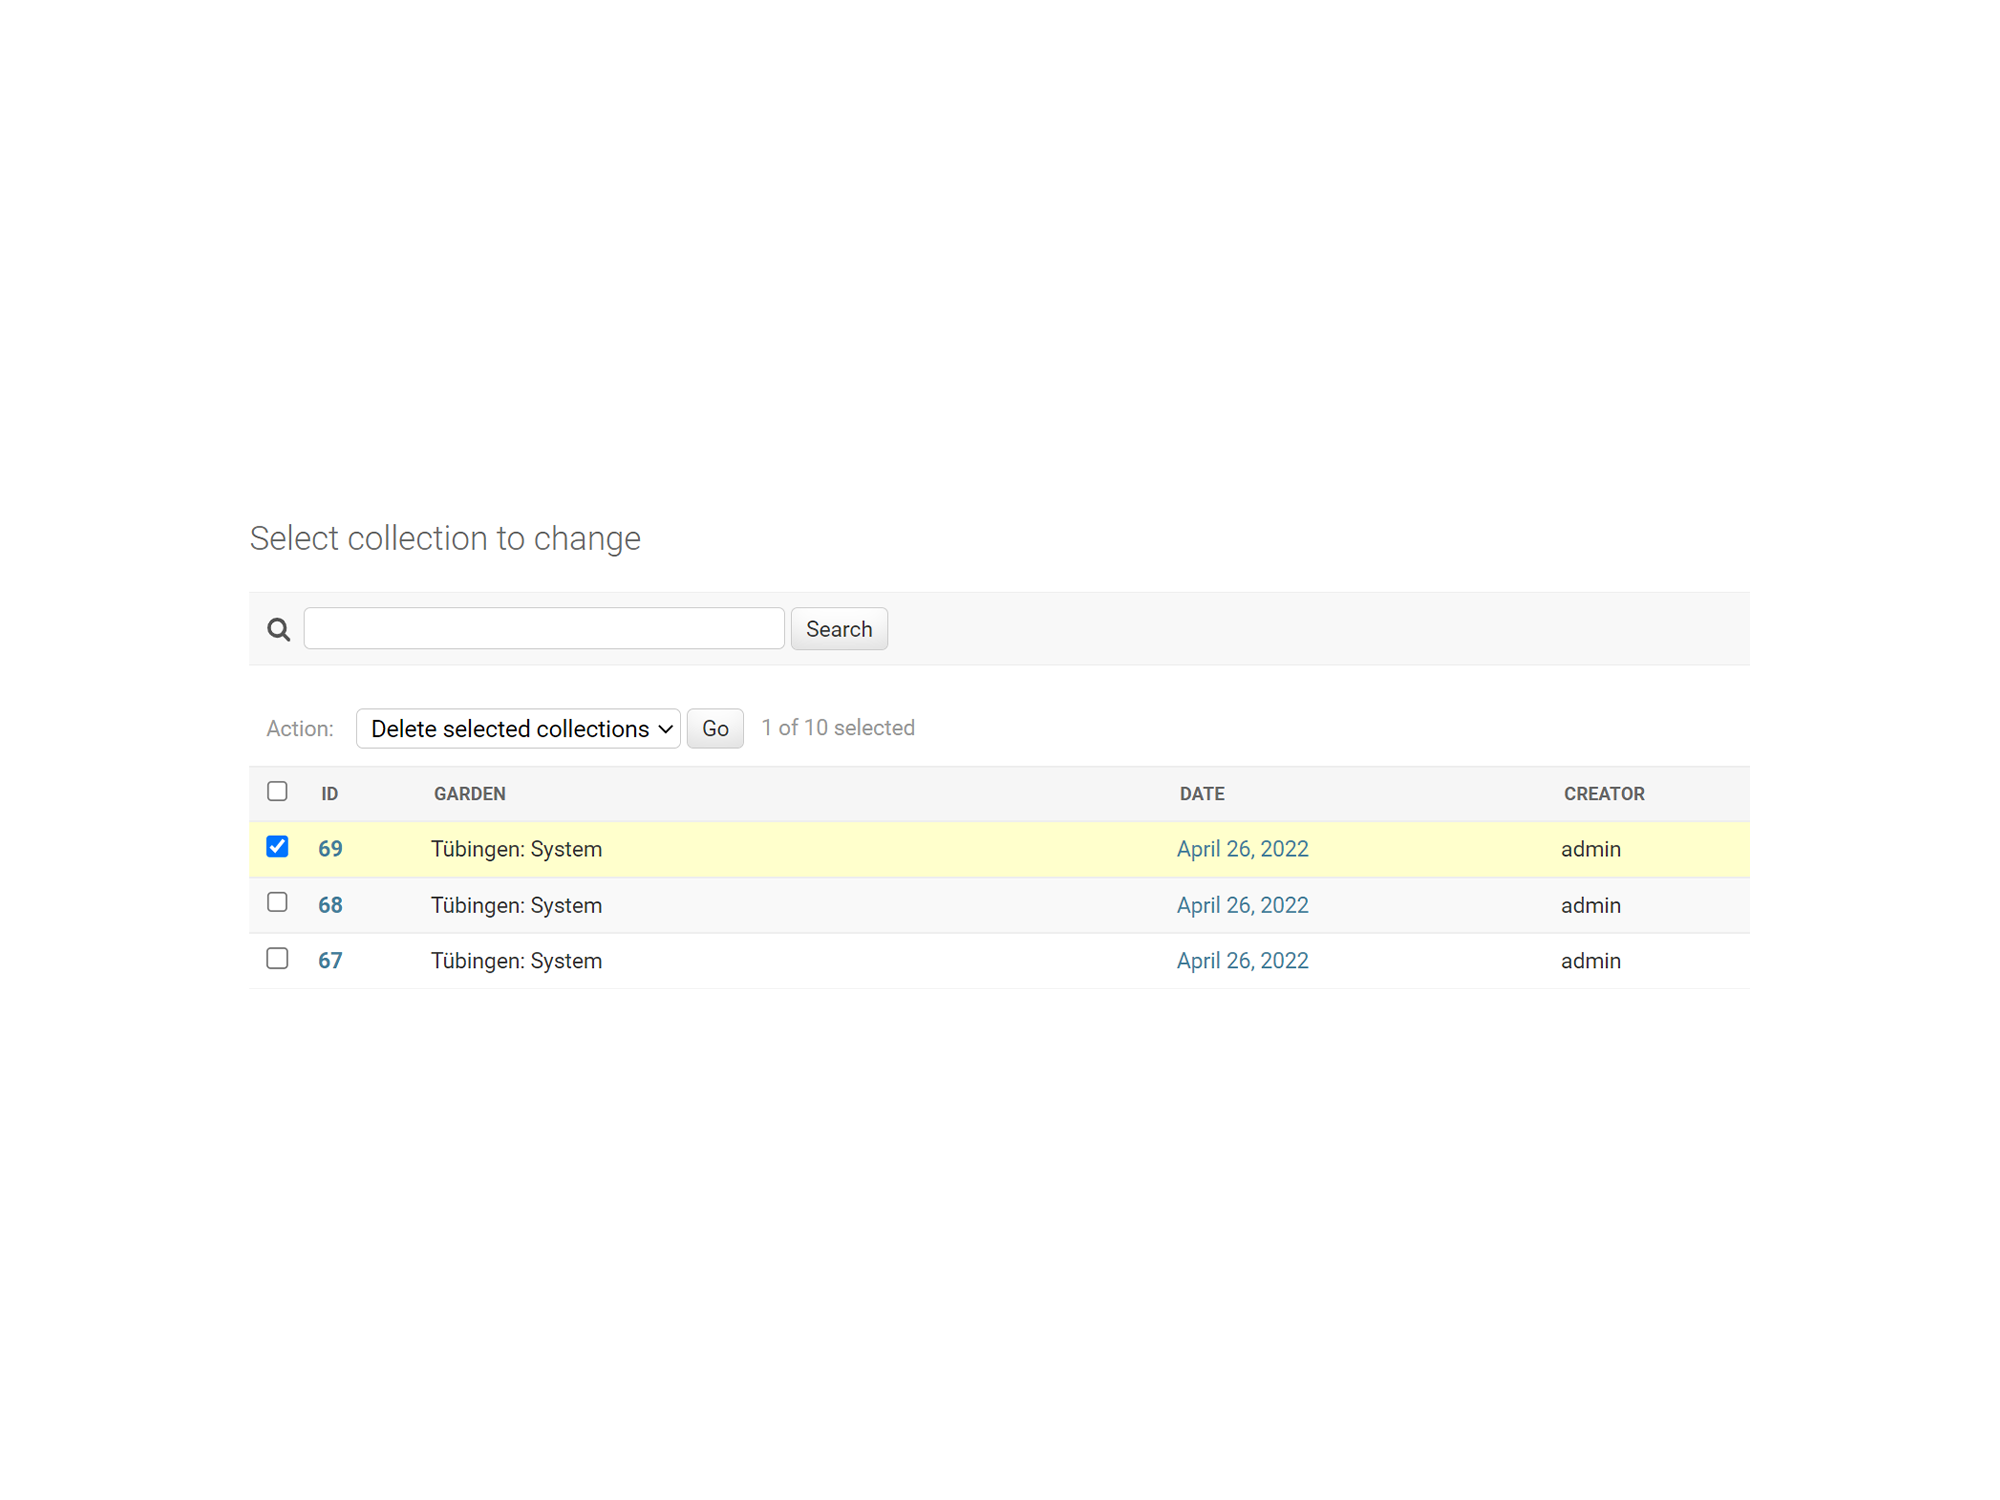 Select collection to change
Search
Action: Delete selected collections Go 1 of 10 selected
ID GARDEN DATE CREATOR
69 Tübingen: System April 26, 2022 admin
68 Tübingen: System April 26, 2022 admin
67 Tübingen: System April 26, 2022 admin